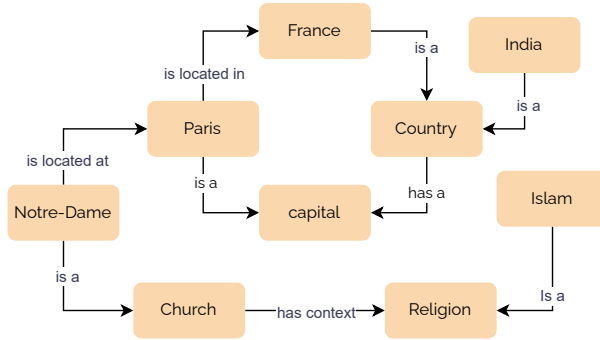 France
India
is a
is located in
is a
Paris
Country
is located at
is a
has a
Notre-Dame
capital
Islam
is a
Is a
Church
has context
Religion